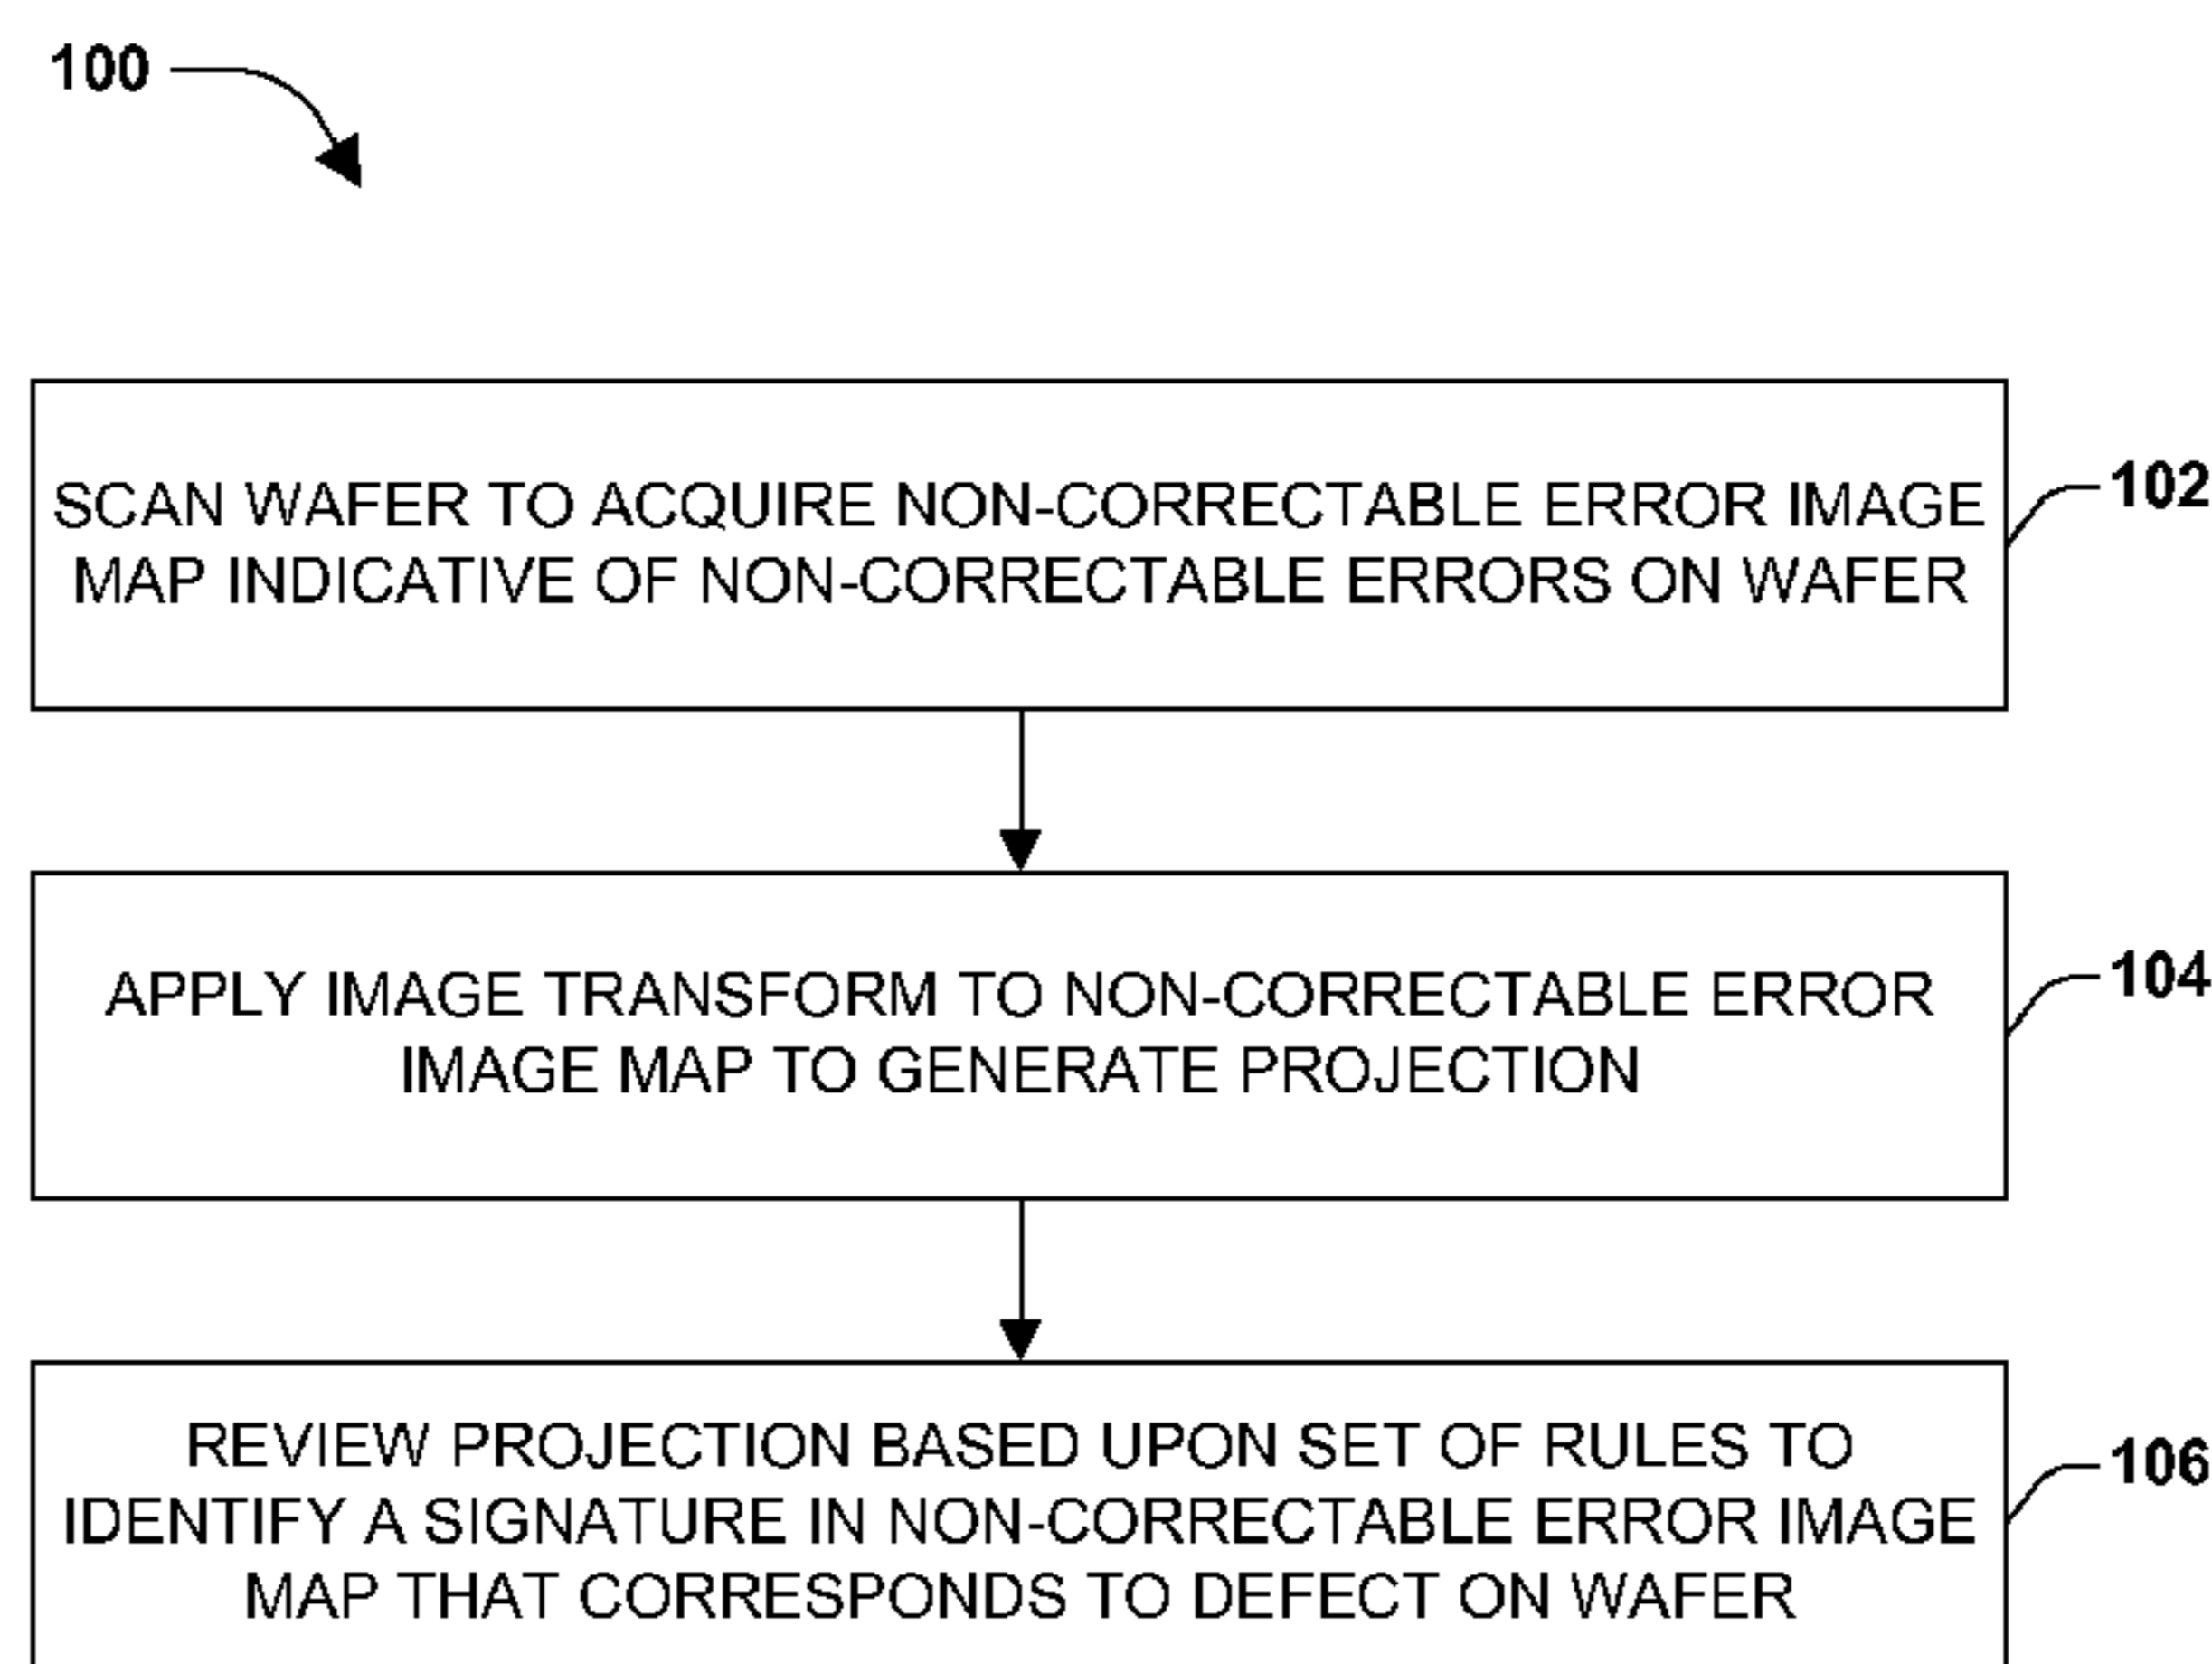 100
SCAN WAFER TO ACQUIRE NON-CORRECTABLE ERROR IMAGE
MAP INDICATIVE OF NON-CORRECTABLE ERRORS ON WAFER
102
APPLY IMAGE TRANSFORM TO NON-CORRECTABLE ERROR
IMAGE MAP TO GENERATE PROJECTION
104
REVIEW PROJECTION BASED UPON SET OF RULES TO
IDENTIFY A SIGNATURE IN NON-CORRECTABLE ERROR IMAGE
MAP THAT CORRESPONDS TO DEFECT ON WAFER
106